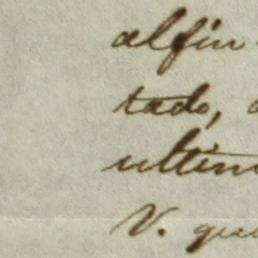 alfin
tado,
ultim
V. que